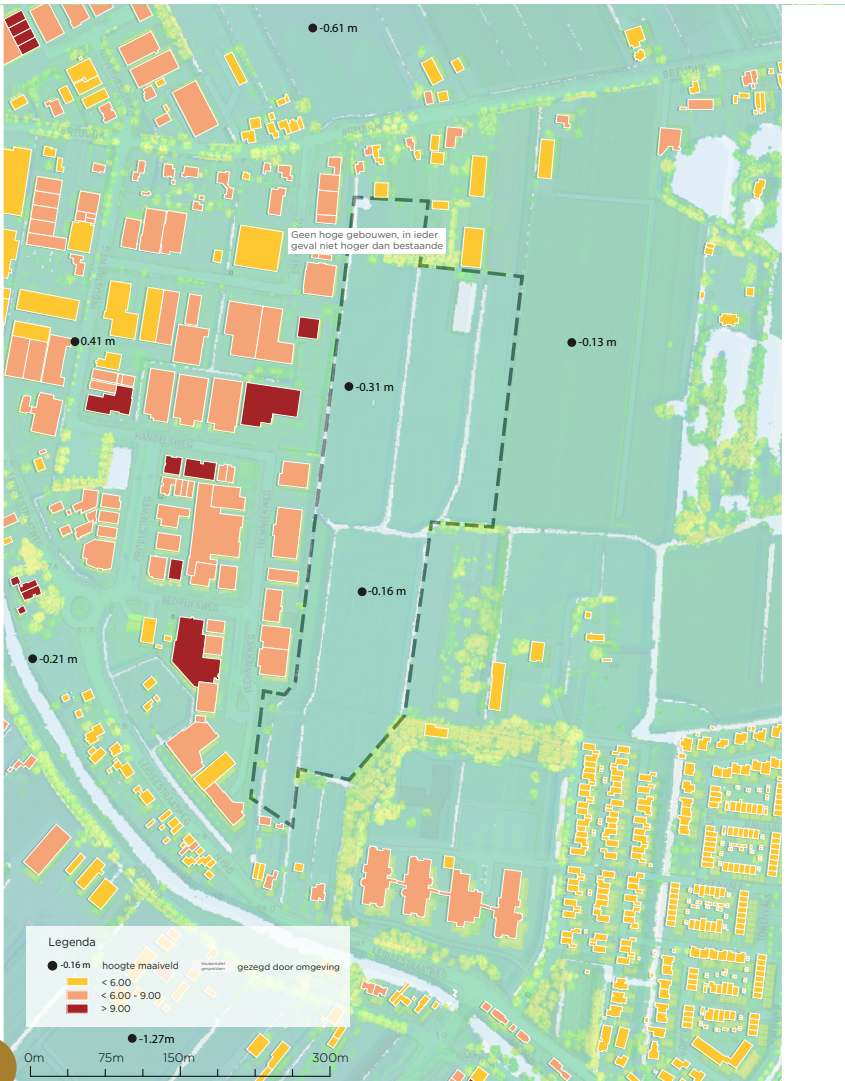 -0.61 m
Geen hoge gebouwen, in ieder
geval niet hoger dan bestaande
0.41 m
-0.13 m
-0.31 m
HANDELSWEG
-0.16 m
-0.21 m
Legenda
-0.16 m hoogte maaiveld
gezegd door omgeving
< 6.00
< 6.00 - 9.00
> 9.00
-1.27m
0m 75m 150m 300m